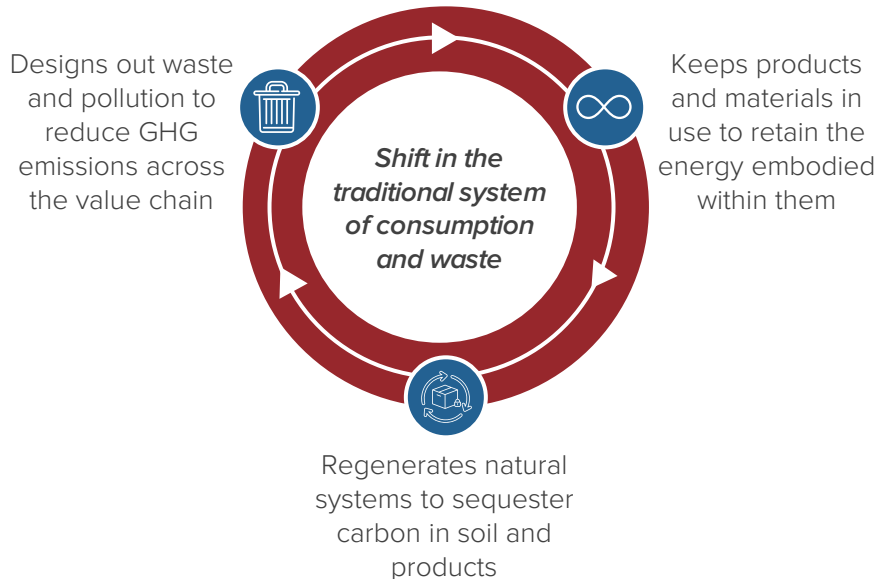 Designs out waste
and pollution to
reduce GHG
emissions across
the value chain
Shift in the
traditional system
of consumption
and waste
Keeps products
and materials in
use to retain the
energy embodied
within them
Regenerates natural
systems to sequester
carbon in soil and
products